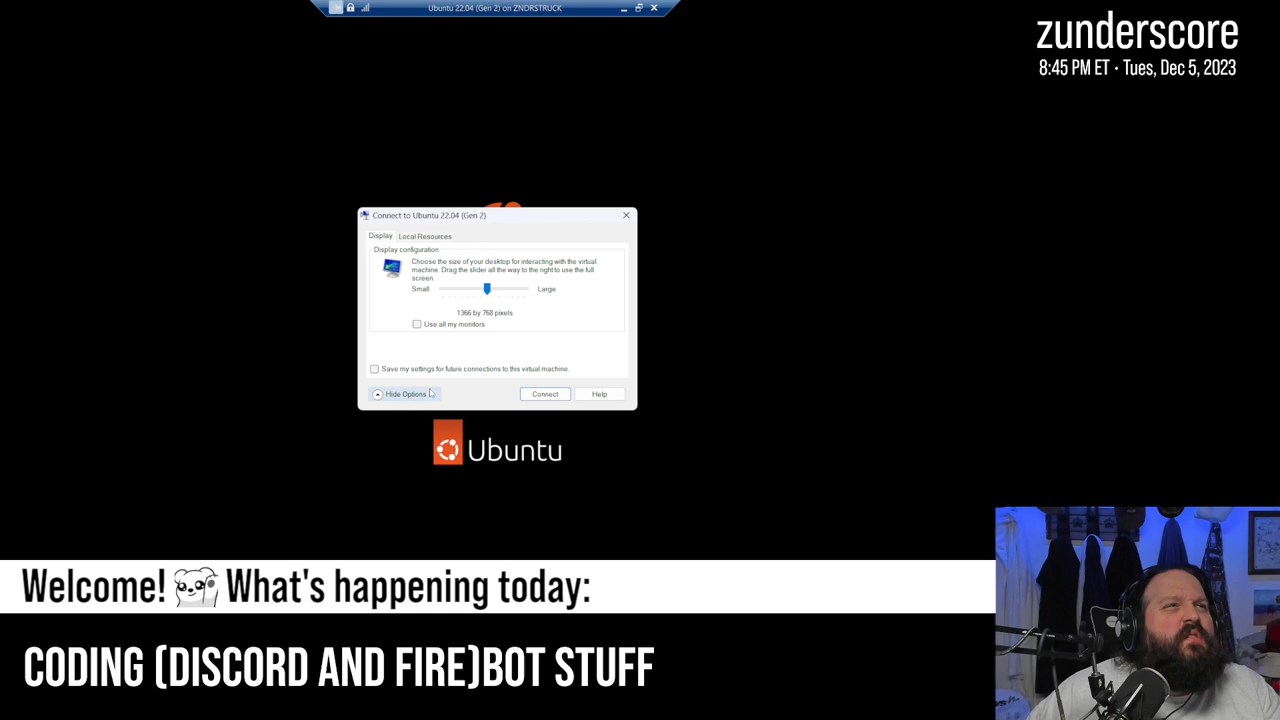 Ubuntu 22.04 (Gen 2) on ZNDRSTRUCK
zunderscore
8:45 PM ET • Tues, Dec 5, 2023
Connect to Ubuntu 22.04 (Gen 2)
Display
Local Resources
Display configuration
Choose the size of your desktop for interacting with the virtual
machine. Drag the slider all the way to the right to use the full
screen.
Small
Large
1366 by 768 pixels
Use all my monitors
Save my settings for future connections to this virtual machine.
Hide Options
Connect
Help
Ubuntu
Welcome! What's happening today:
CODING (DISCORD AND FIRE)BOT STUFF